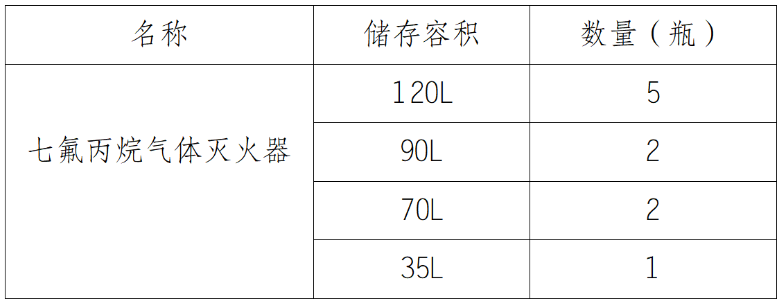 名称 储存容积 数量（瓶）
120L 5
七氟丙烷气体灭火器 90L 2
70L 2
35L 1